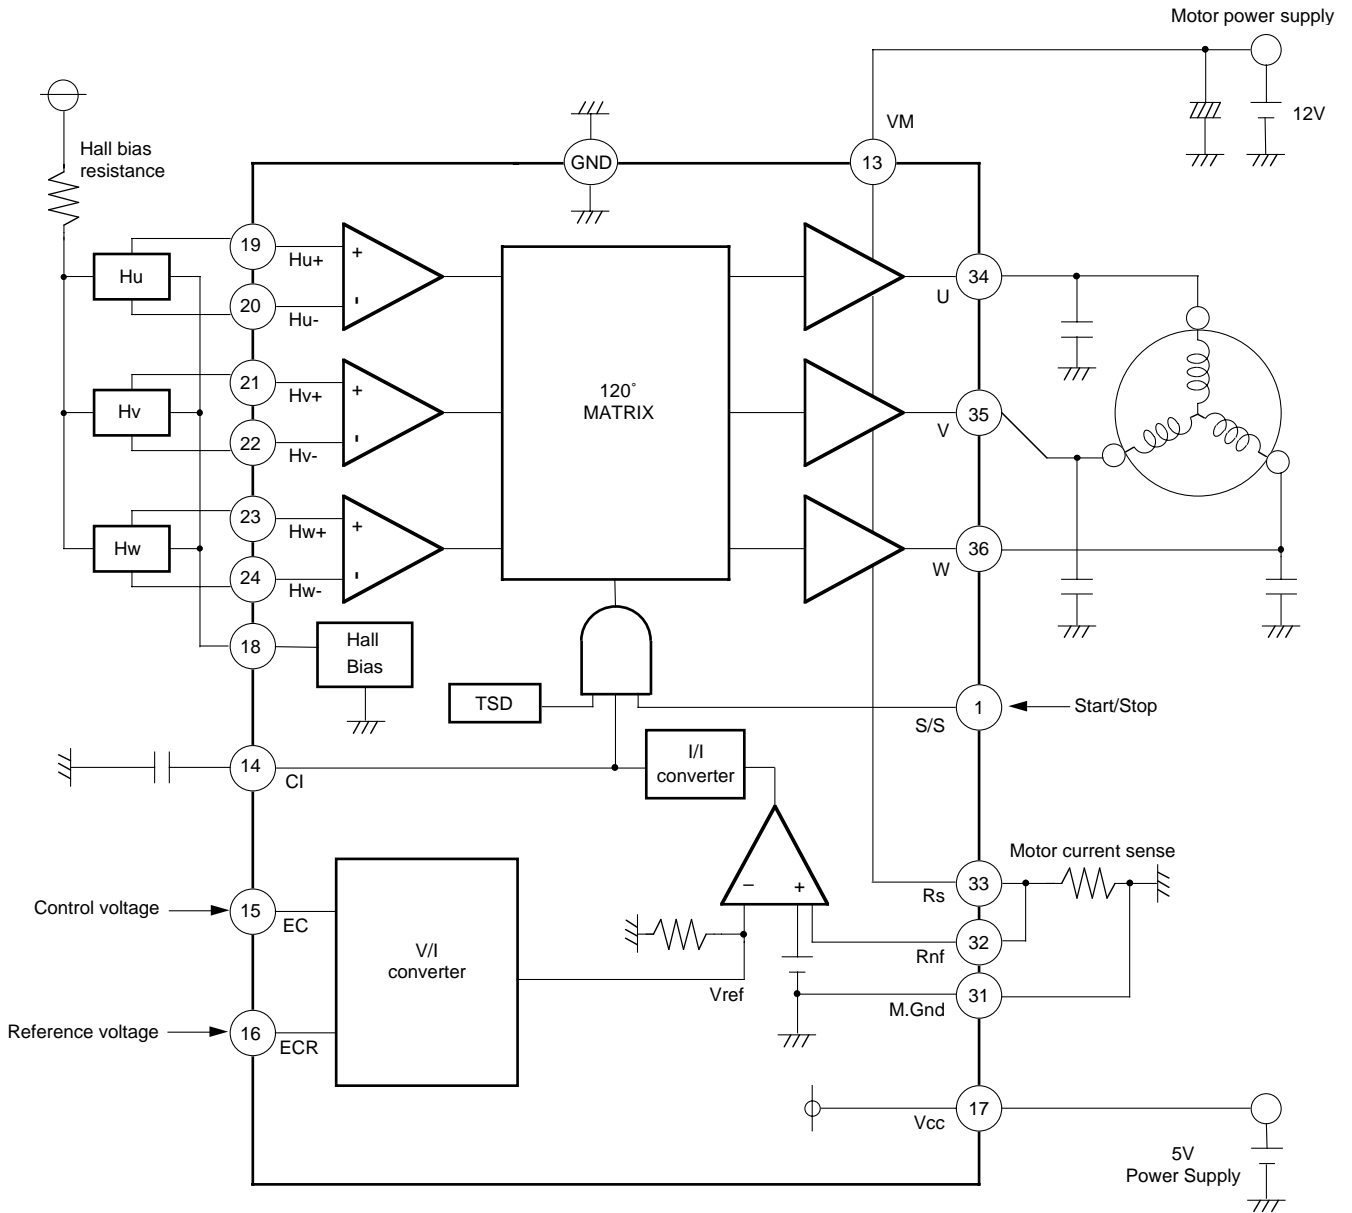 Motor power supply
12V
VM
GND
13
Hall bias
resistance
19
Hu+
Hu
20
Hu-
+
-
34
U
21
Hv+
Hv
22
Hv-
+
-
120°
MATRIX
35
V
23
Hw+
Hw
24
Hw-
+
-
36
W
18
Hall
Bias
TSD
1
S/S
Start/Stop
14
CI
I/I
converter
Motor current sense
33
Rs
−
+
Control voltage
15
EC
V/I
converter
32
Rnf
Vref
31
M.Gnd
Reference voltage
16
ECR
17
Vcc
5V
Power Supply